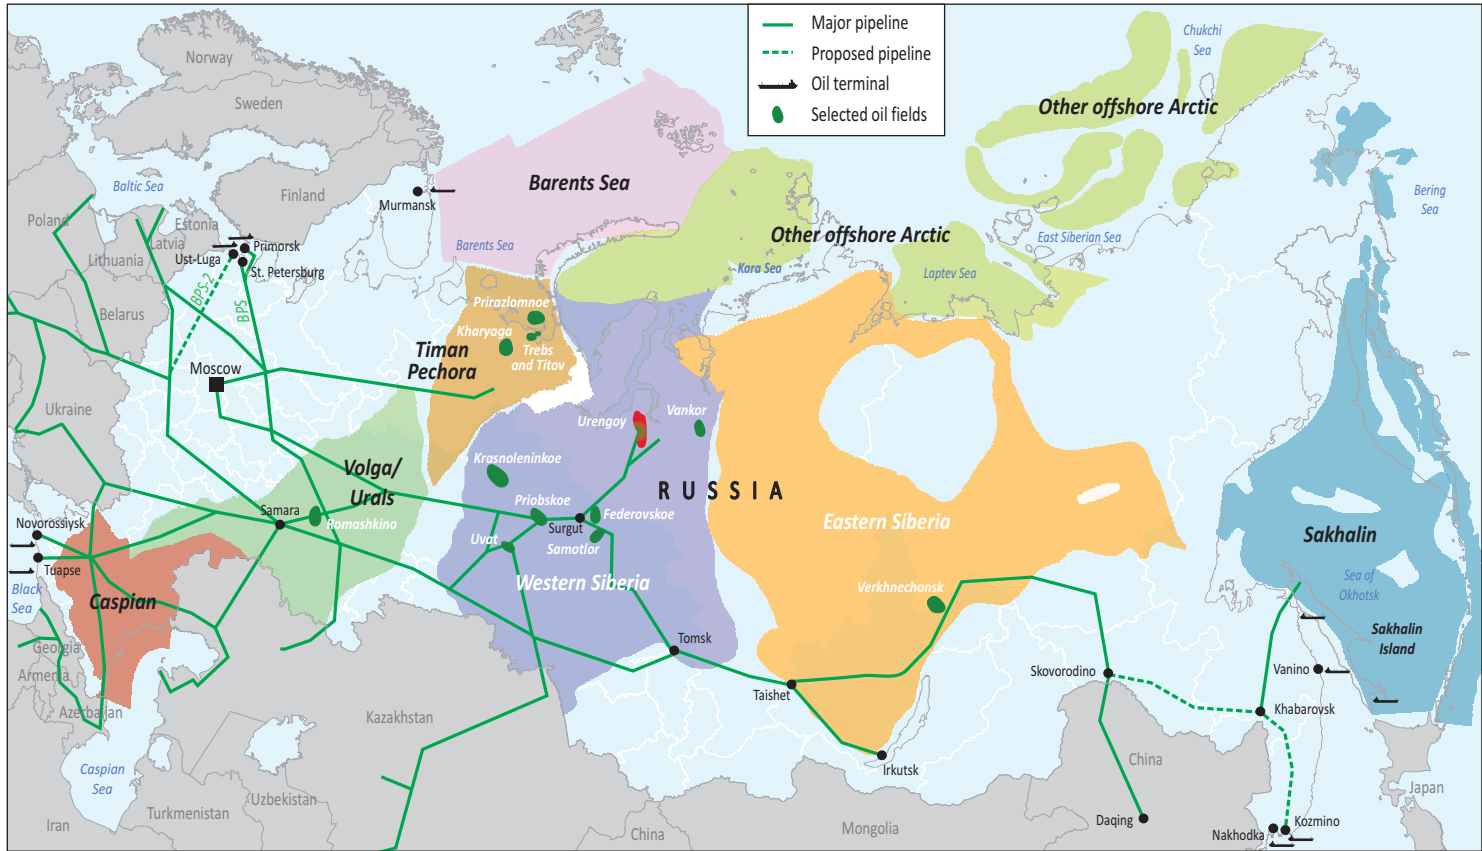 Major pipeline
Proposed pipeline
Oil terminal
Selected oil fields
Chukchi
Sea
Norway
Sweden
Finland
Baltic Sea
Estonia
Latvia
Lithuania
Poland
Belarus
Ukraine
Murmansk
Primorsk
Ust-Luga
St. Petersburg
BPS-2
BPS
Moscow
Barents Sea
Barents Sea
Other offshore Arctic
Kara Sea
Laptev Sea
East Siberian Sea
Other offshore Arctic
Bering
Sea
Prirazlomnoe
Kharyaga
Trebs
and Titov
Timan
Pechora
Urengoy
Vankor
Krasnoleninkoe
Priobskoe
Surgut
Federovskoe
Samotlor
Uvat
Western Siberia
RUSSIA
Volga/
Urals
Samara
Romashkino
Novorossiysk
Tuapse
Black
Sea
Caspian
Georgia
Armenia
Azerbaijan
Caspian
Sea
Iran
Turkmenistan
Uzbekistan
Kazakhstan
Tomsk
Taishet
Irkutsk
Eastern Siberia
Verkhnechonsk
Skovorodino
Daqing
China
China
Mongolia
Sakhalin
Sea of
Okhotsk
Sakhalin
Island
Vanino
Khabarovsk
Nakhodka
Kozmino
Japan